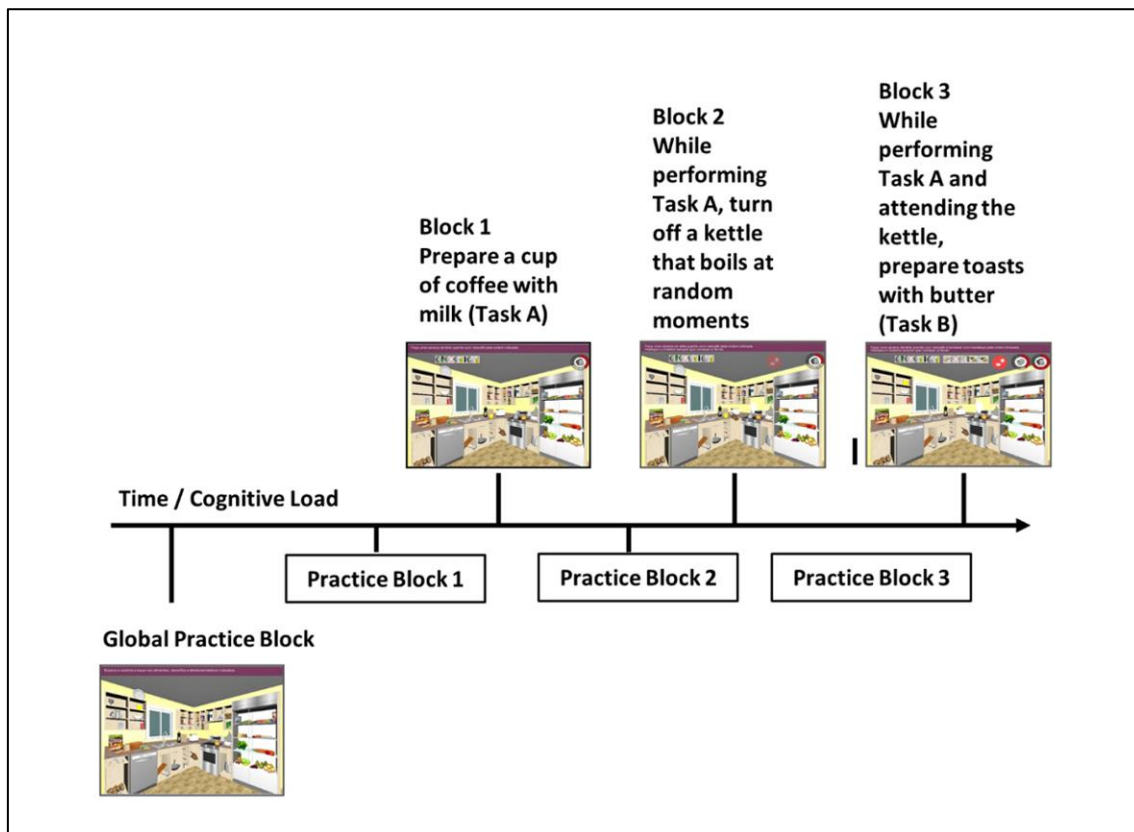 Block 1
Prepare a cup
of coffee with
milk (Task A)
Block 2
While
performing
Task A, turn
off a kettle
that boils at
random
moments
Block 3
While
performing
Task A and
attending the
kettle,
prepare toasts
with butter
(Task B)
Time / Cognitive Load
Practice Block 1
Practice Block 2
Practice Block 3
Global Practice Block